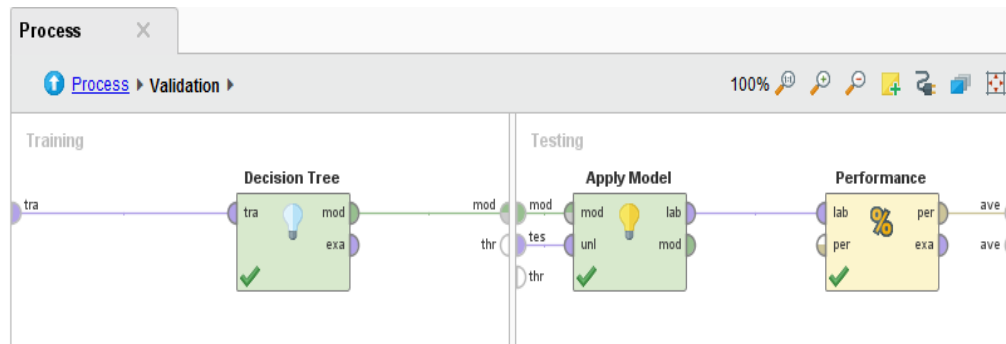 Process
Process Validation
100%
Training
Testing
Decision Tree
Apply Model
Performance
tra
tra
mod
mod
mod
mod
lab
lab
per
ave
exa
thr
tes
unl
mod
per
exa
ave
thr